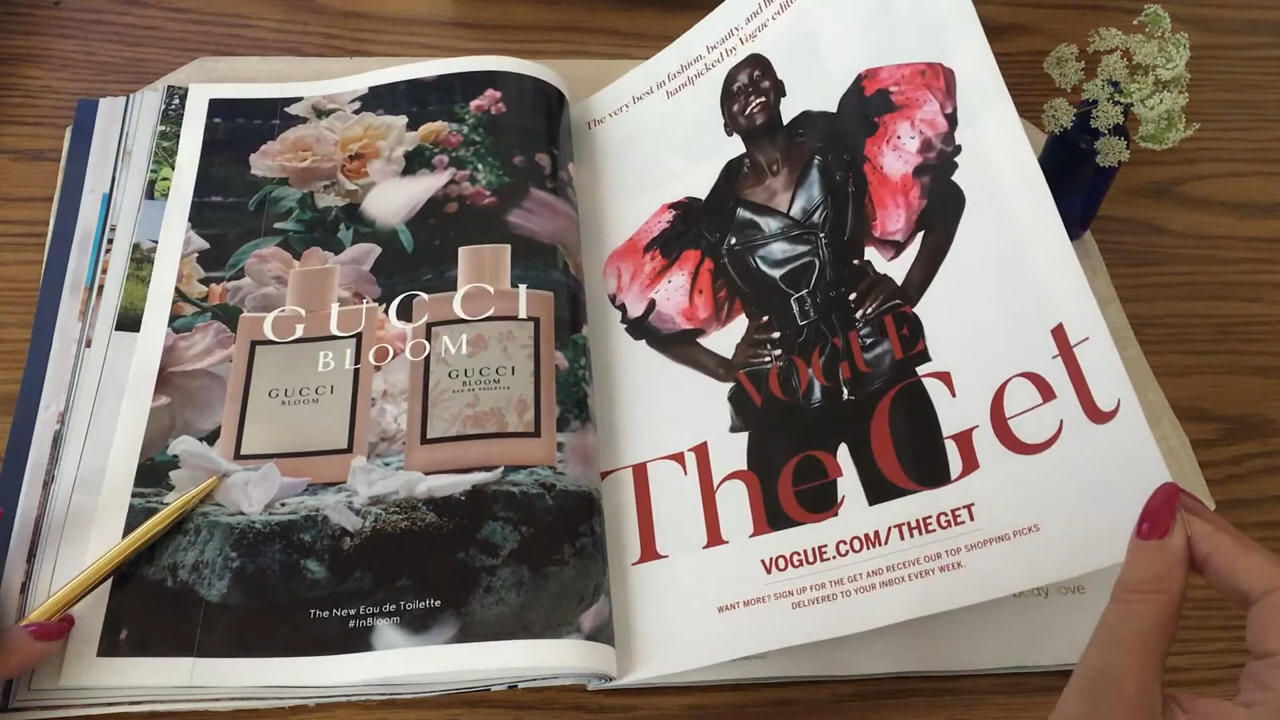 GUCCI
BLOOM
GUCCI
BLOOM
GUCCI
BLOOM
EAU DE TOILETTE
The New Eau de Toilette
#InBloom
The very best in fashion, beauty, and
handpicked by Vogue
VOGUE
The Get
VOGUE.COM/THEGET
WANT MORE? SIGN UP FOR THE GET AND RECEIVE OUR TOP SHOPPING PICKS
DELIVERED TO YOUR INBOX EVERY WEEK.
body love